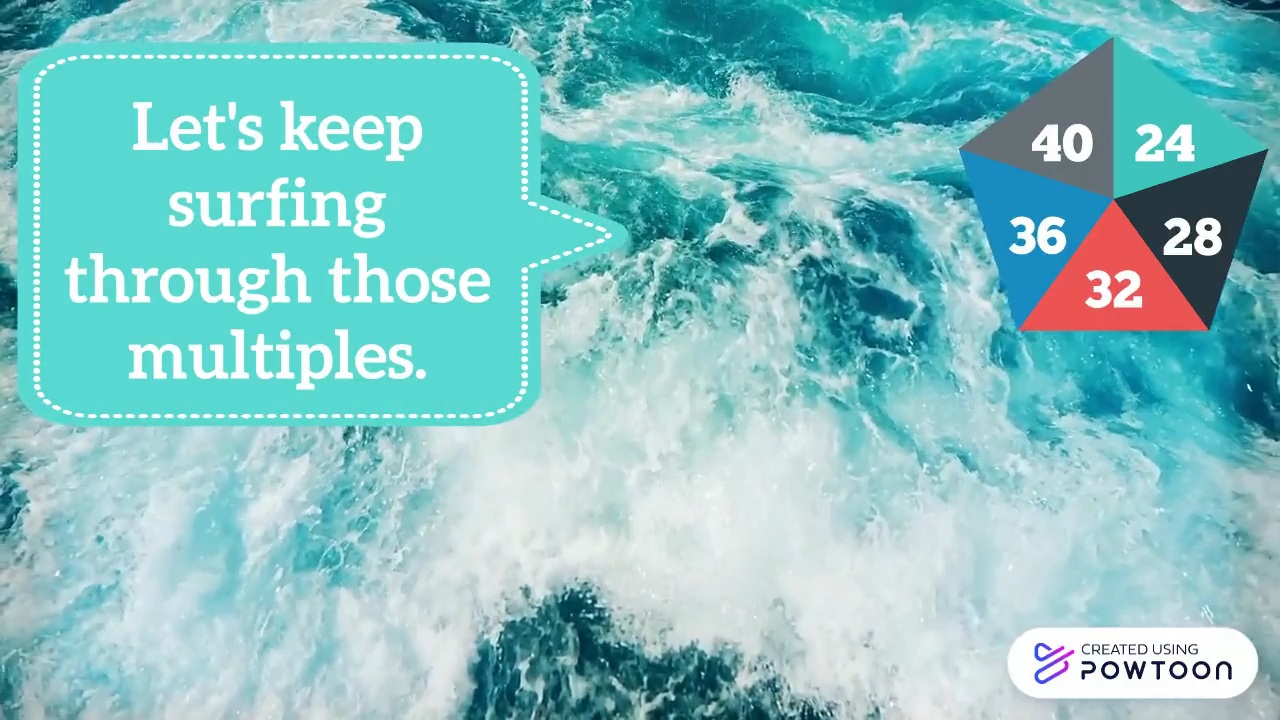 Let's keep
surfing
through those
multiples.
40
24
36
28
32
CREATED USING
POWTOON